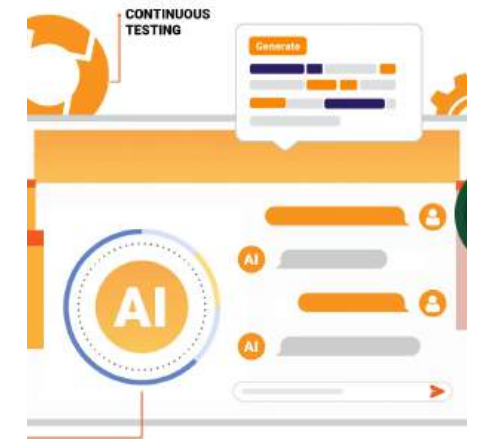 CONTINUOUS
TESTING
Generate
AI
AI
AI